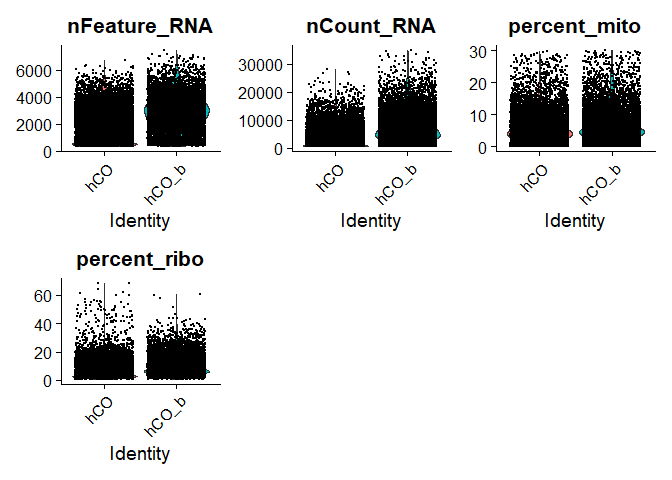 nFeature_RNA
6000
4000
2000
0
hCO
hCO_b
Identity
nCount_RNA
30000
20000
10000
0
hCO
hCO_b
Identity
percent_mito
30
20
10
0
hCO
hCO_b
Identity
percent_ribo
60
40
20
0
hCO
hCO_b
Identity